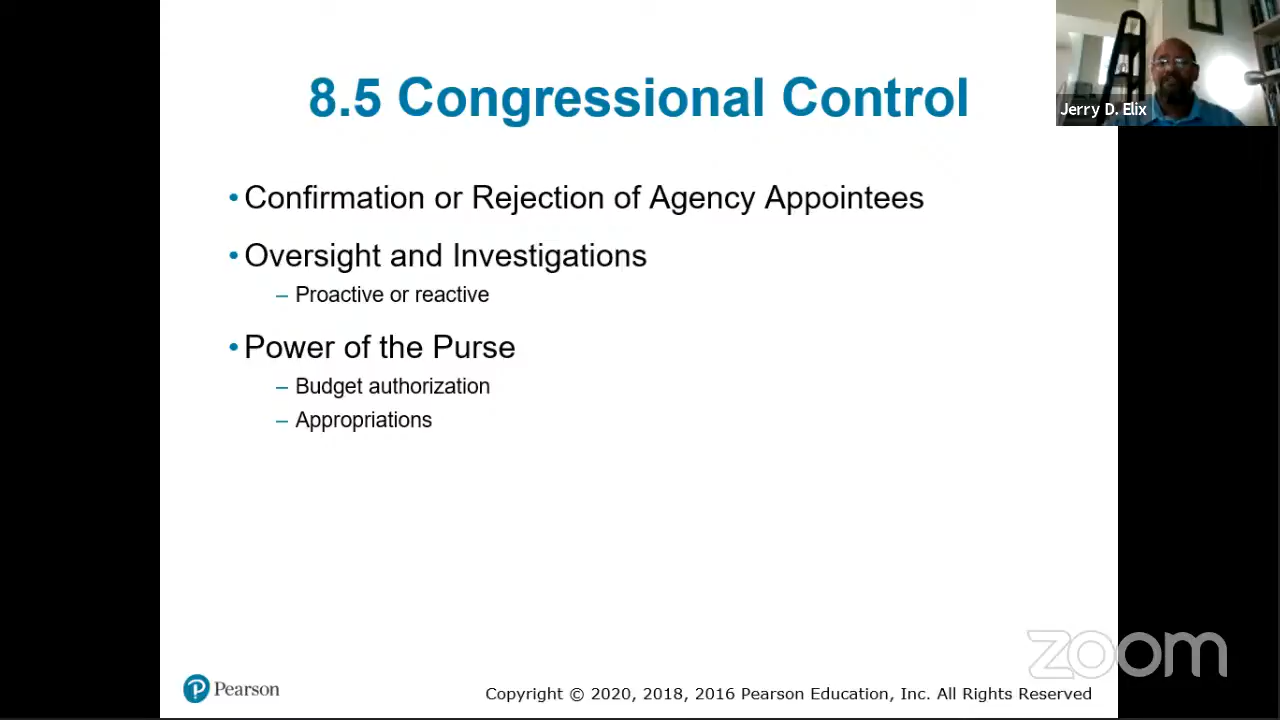 8.5 Congressional Control
Jerry D. Elix
• Confirmation or Rejection of Agency Appointees
• Oversight and Investigations
– Proactive or reactive
• Power of the Purse
– Budget authorization
– Appropriations
zoom
P Pearson
Copyright © 2020, 2018, 2016 Pearson Education, Inc. All Rights Reserved